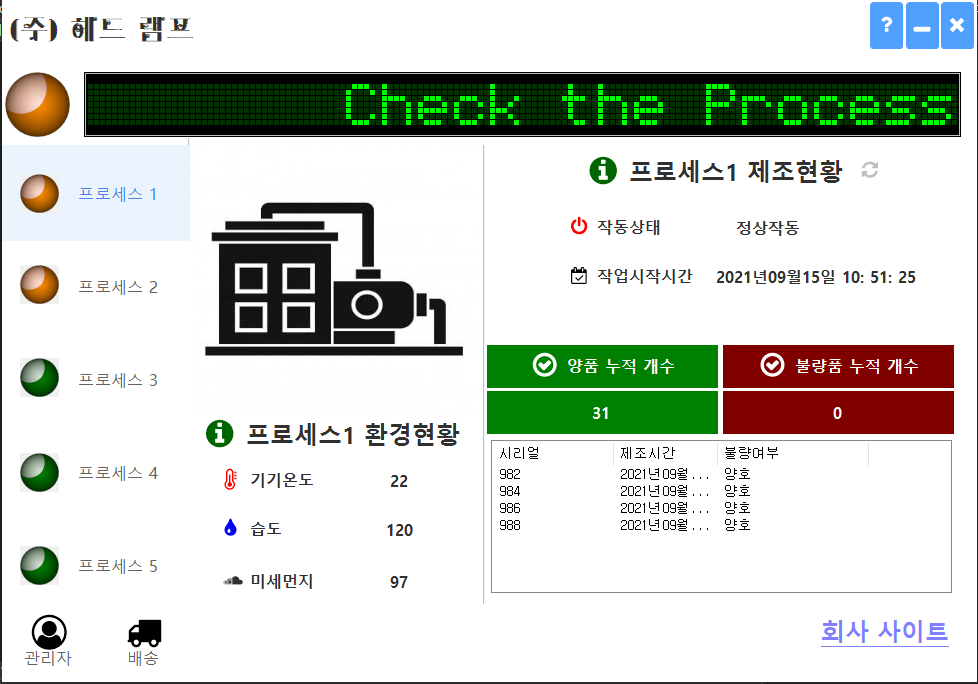 (주) 헤드 램프
?
Check the Process
프로세스 1
프로세스 2
프로세스 3
프로세스 4
프로세스 5
관리자
배송
프로세스1 환경현황
기기온도 22
습도 120
미세먼지 97
프로세스1 제조현황
작동상태 정상작동
작업시작시간 2021년09월15일 10: 51: 25
양품 누적 개수 불량품 누적 개수
31 0
시리얼 제조시간 불량여부
982 2021년09월... 양호
984 2021년09월... 양호
986 2021년09월... 양호
988 2021년09월... 양호
회사 사이트